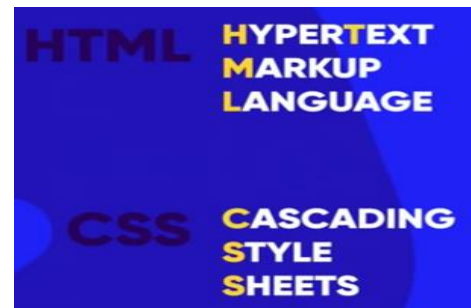 HTML
HYPERTEXT
MARKUP
LANGUAGE
CSS
CASCADING
STYLE
SHEETS